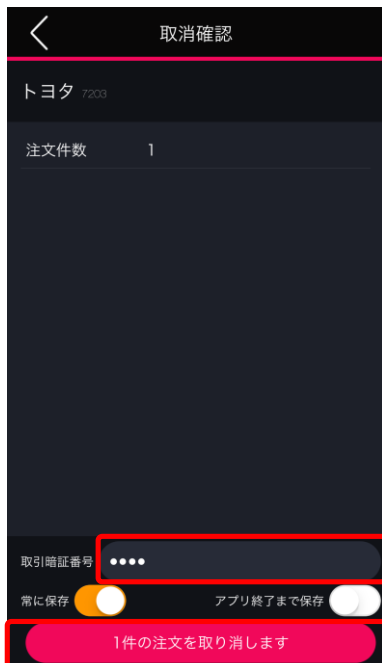 取消確認
トヨタ 7203
注文件数 1
取引暗証番号 ●●●●
常に保存 アプリ終了まで保存
1件の注文を取り消します